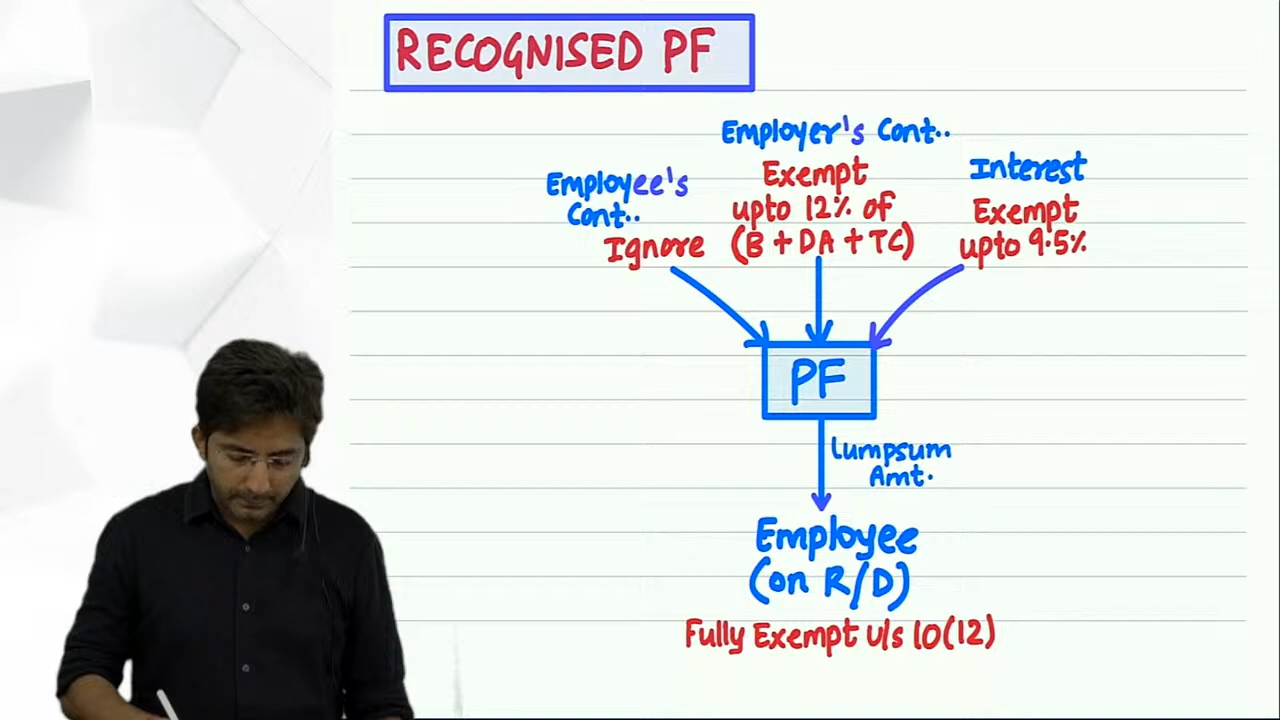 RECOGNISED PF
Employee's
Cont..
Ignore
Employer's Cont..
Exempt
upto 12% of
(B + DA + TC)
Interest
Exempt
upto 9.5%
PF
Lumpsum
Amt.
Employee
(on R/D)
Fully Exempt u/s 10(12)